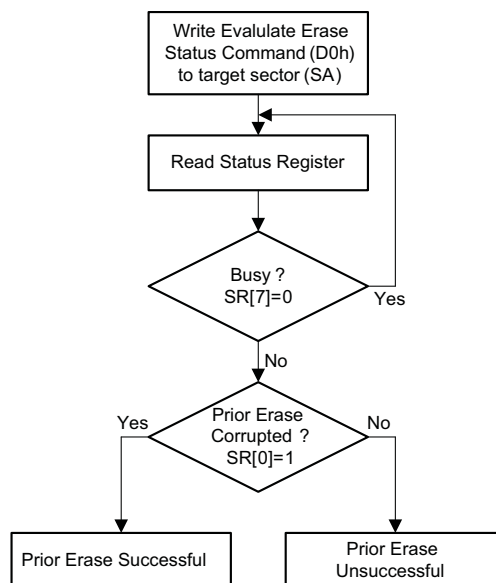 Write Evalulate Erase
Status Command (D0h)
to target sector (SA)
Read Status Register
Busy ?
SR[7]=0
Yes
No
Yes
Prior Erase
Corrupted ?
SR[0]=1
No
Prior Erase Successful
Prior Erase
Unsuccessful